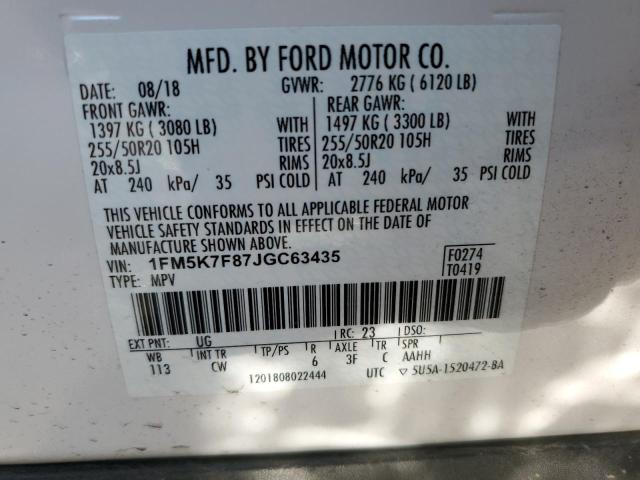 MFD. BY FORD MOTOR CO.
DATE: 08/18 GVWR: 2776 KG ( 6120 LB)
FRONT GAWR: REAR GAWR:
1397 KG ( 3080 LB) WITH 1497 KG ( 3300 LB) WITH
255/50R20 105H TIRES 255/50R20 105H TIRES
20x8.5J RIMS 20x8.5J RIMS
AT 240 kPa/ 35 PSI COLD AT 240 kPa/ 35 PSI COLD
THIS VEHICLE CONFORMS TO ALL APPLICABLE FEDERAL MOTOR
VEHICLE SAFETY STANDARDS IN EFFECT ON THE DATE OF
MANUFACTURE SHOWN ABOVE.
VIN: 1FM5K7F87JGC63435 F0274
TYPE: MPV T0419
EXT PNT: UG RC: 23 DSO:
WB INT TR TP/PS R AXLE TR SPR
113 CW 6 3F C AAHH
1201808022444 UTC ▽ 5U5A-1520472-BA